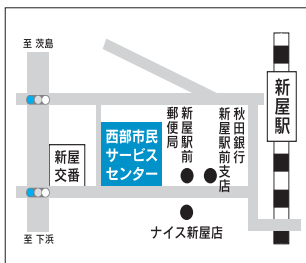 至 茨島
新屋駅
西部市民
サービス
センター
新屋駅前
郵便局
秋田銀行
新屋駅前支店
新屋
交番
ナイス新屋店
至 下浜